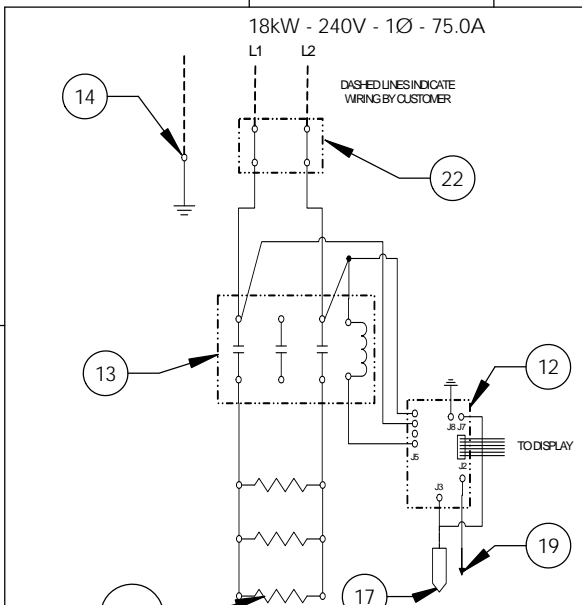 18kW - 240V - 1Ø - 75.0A
L1 L2
DASHED LINES INDICATE
WIRING BY CUSTOMER
14
22
13
12
J8 J7
TO DISPLAY
J5
J2
J3
19
17